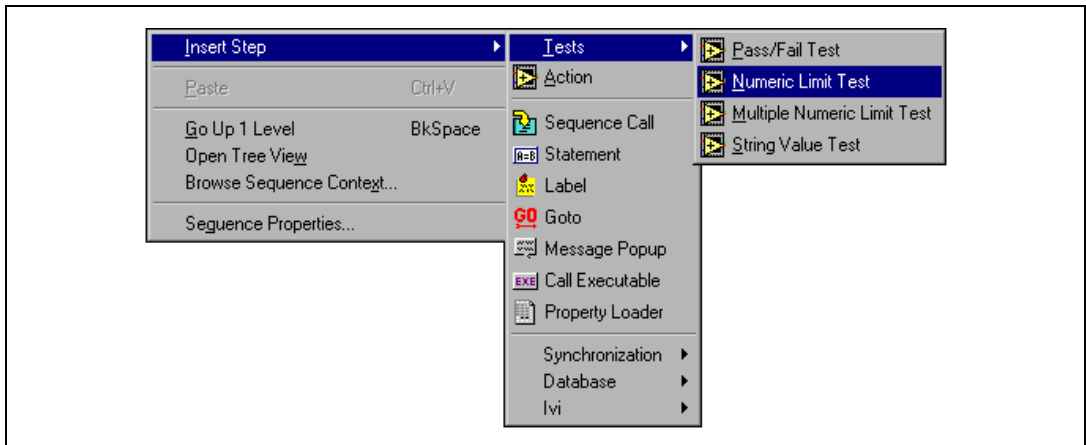 Insert Step
Paste Ctrl+V
Go Up 1 Level BkSpace
Open Tree View
Browse Sequence Context...
Sequence Properties...
Tests
Action
Sequence Call
A=B Statement
Label
GO Goto
Message Popup
EXE Call Executable
Property Loader
Synchronization
Database
Ivi
Pass/Fail Test
Numeric Limit Test
Multiple Numeric Limit Test
String Value Test